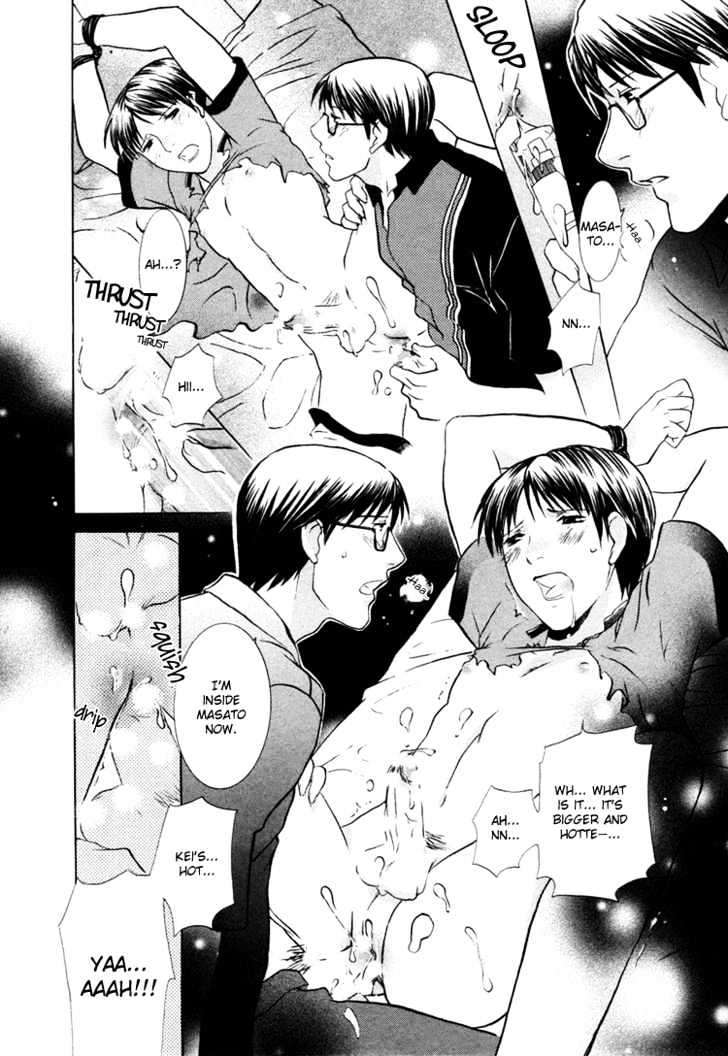 SLOOP
MASA-
TO...
Haa
NN...
AH...?
THRUST
THRUST
THRUST
HII...
Haa
WH... WHAT
IS IT... IT'S
BIGGER AND
HOTTE—...
AH...
NN...
I'M
INSIDE
MASATO
NOW.
squish
drip
KEI'S...
HOT...
YAA...
AAAH!!!